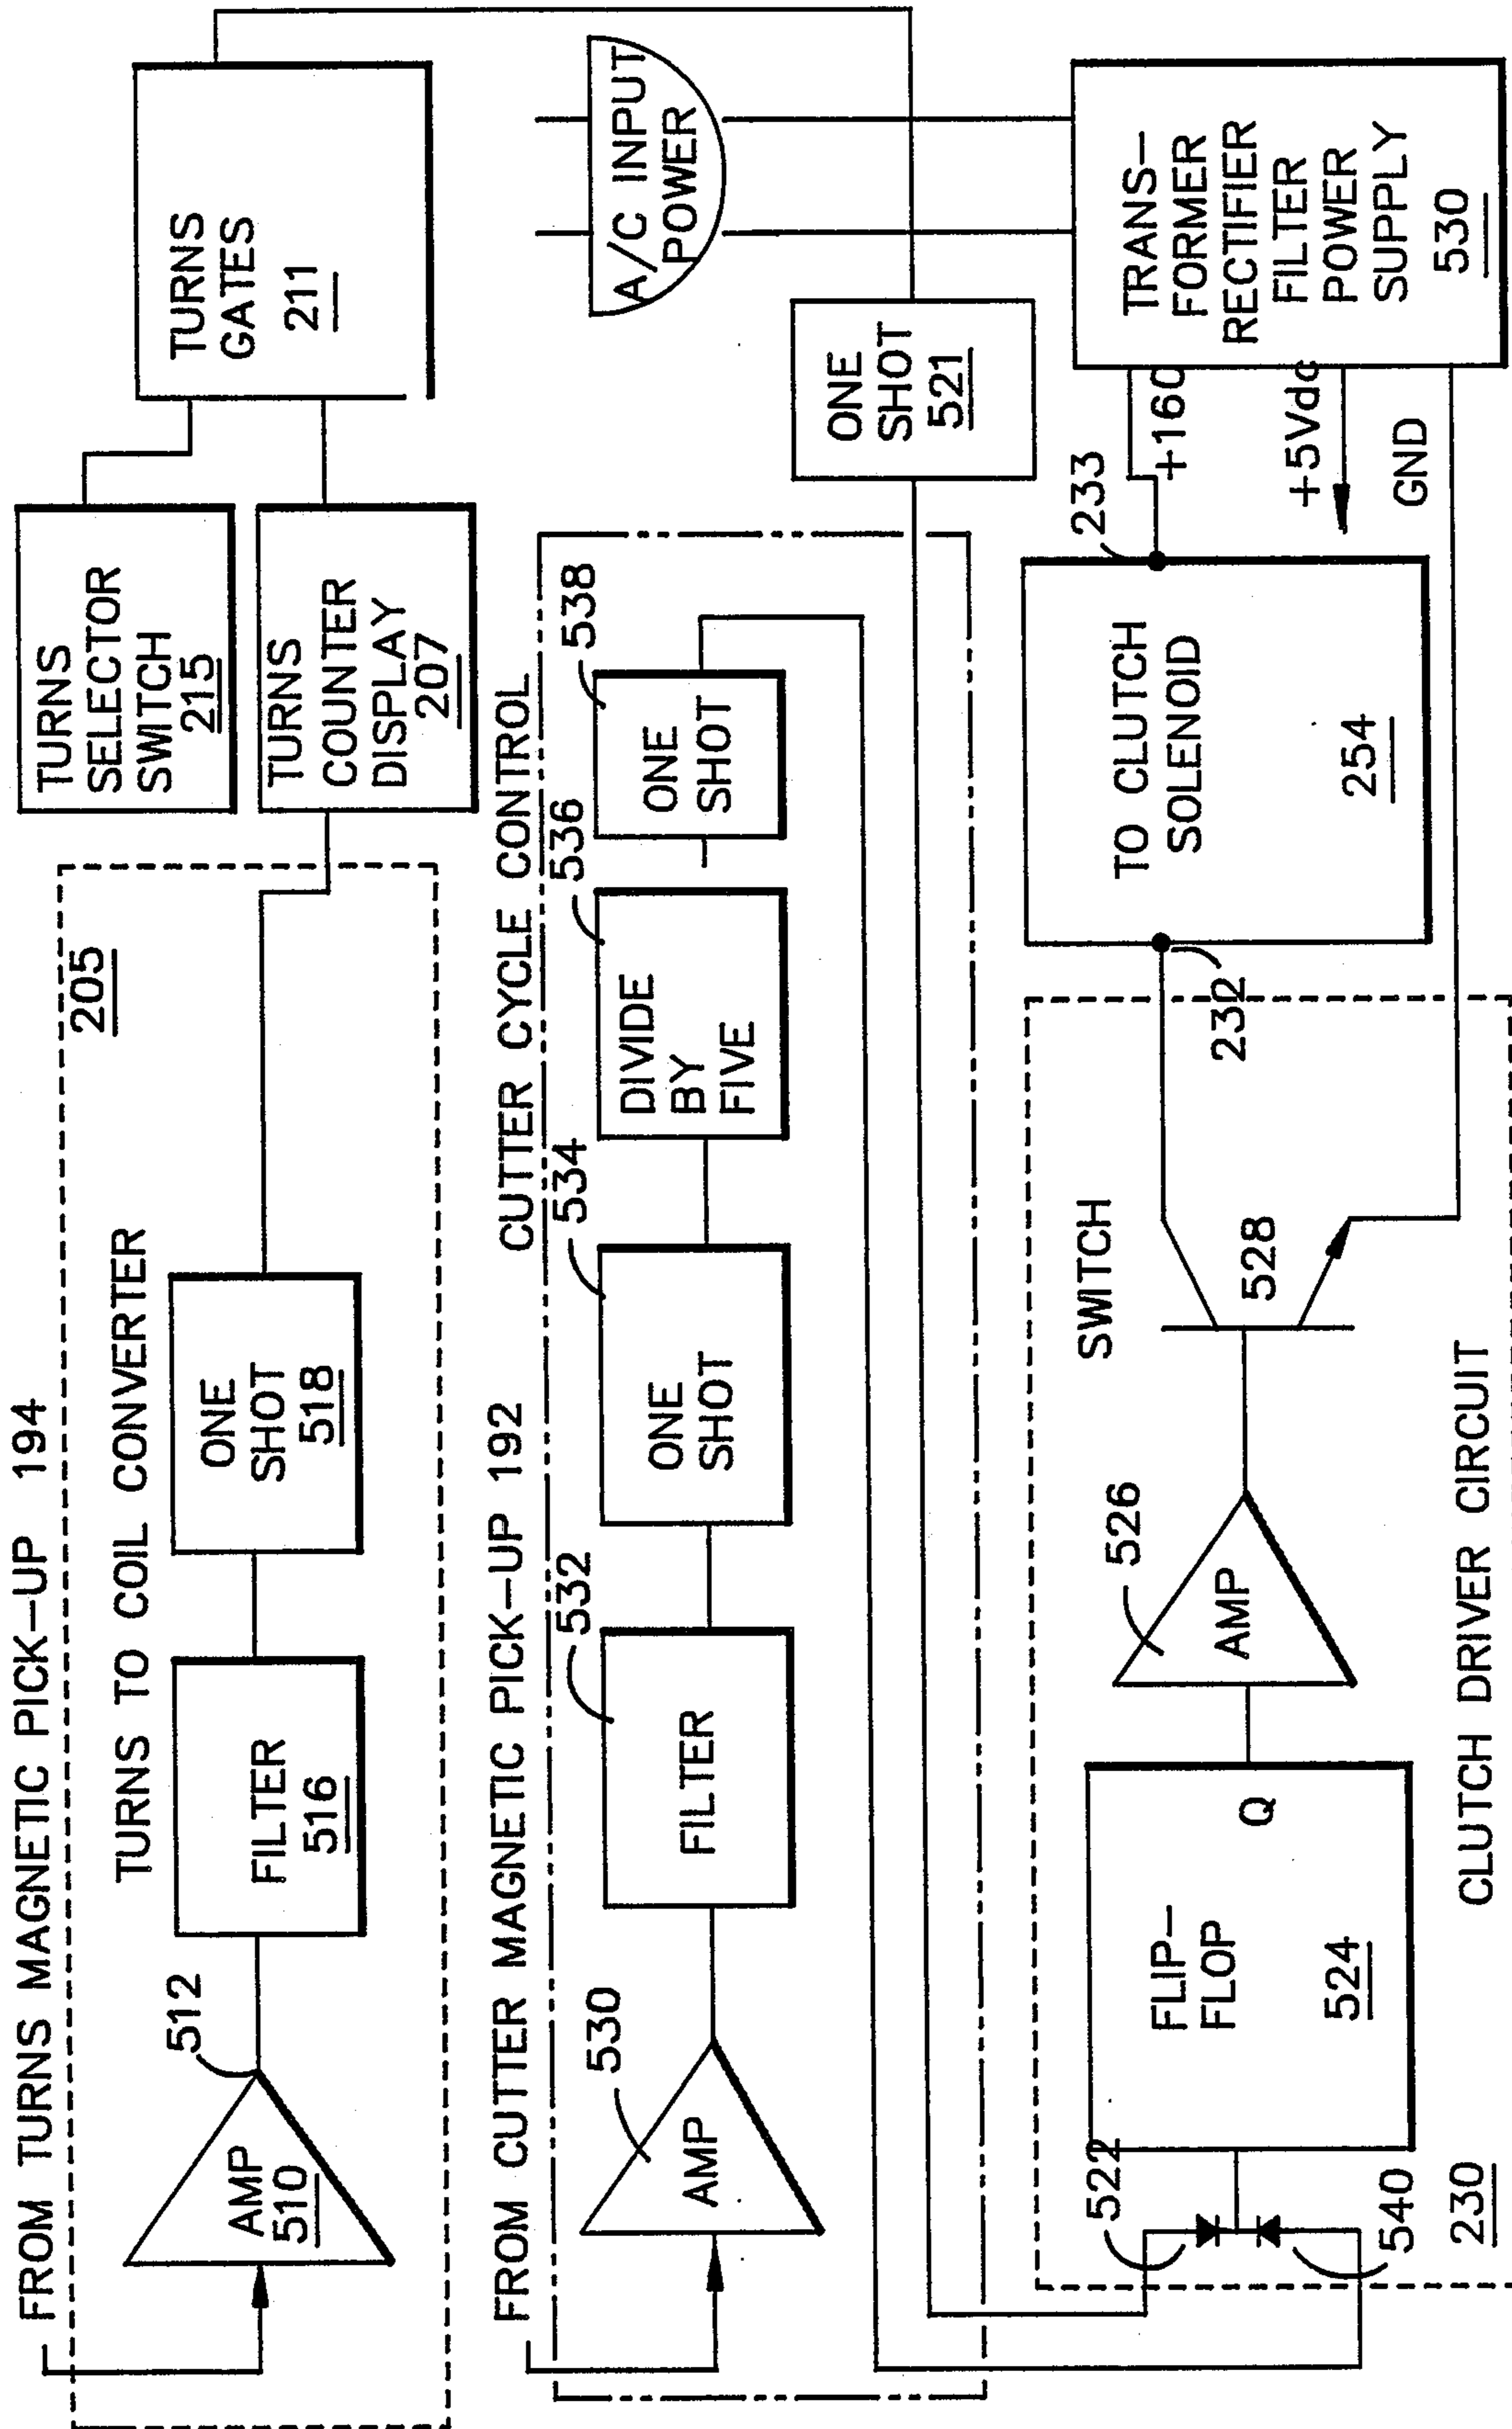 FROM TURNS MAGNETIC PICK-UP 194
205
TURNS TO COIL CONVERTER
AMP
510
512
FILTER
516
ONE
SHOT
518
TURNS
SELECTOR
SWITCH
215
TURNS
COUNTER
DISPLAY
207
TURNS
GATES
211
FROM CUTTER MAGNETIC PICK-UP 192
CUTTER CYCLE CONTROL
AMP
530
FILTER
532
ONE
SHOT
534
DIVIDE
BY
FIVE
536
ONE
SHOT
538
ONE
SHOT
521
A/C INPUT
POWER
522
540
230
FLIP-
FLOP
524
Q
AMP
526
SWITCH
528
CLUTCH DRIVER CIRCUIT
232
TO CLUTCH
SOLENOID
254
233
+160
+5Vdc
GND
TRANS-
FORMER
RECTIFIER
FILTER
POWER
SUPPLY
530